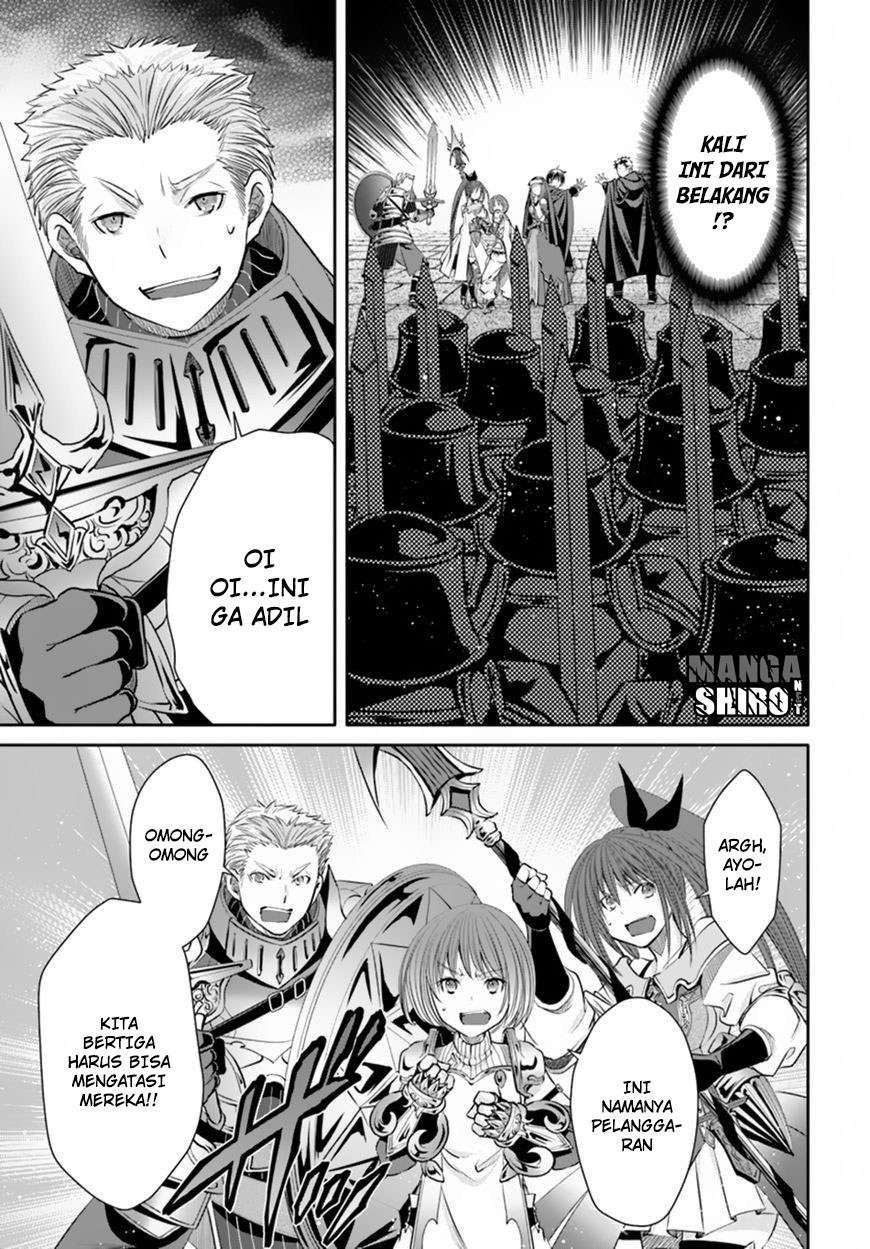 KALI
INI DARI
BELAKANG
!?
OI
OI...INI
GA ADIL
MANGA
SHIRO
NET
ARGH,
AYO-
LAH!
INI
NAMANYA
PELANGGA-
RAN
OMONG-
OMONG
KITA
BERTIGA
HARUS BISA
MENGATASI
MEREKA!!